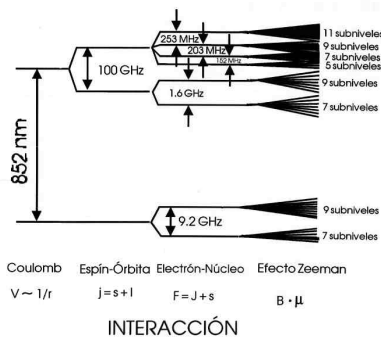 11 subniveles
253 MHz
9 subniveles
203 MHz
7 subniveles
152 MHz
5 subniveles
100 GHz
9 subniveles
1.6 GHz
7 subniveles
852 nm
9 subniveles
9.2 GHz
7 subniveles
Coulomb Espín-Órbita Electrón-Núcleo Efecto Zeeman
V ~ 1/r j = s + l F = J + s B · μ
INTERACCIÓN